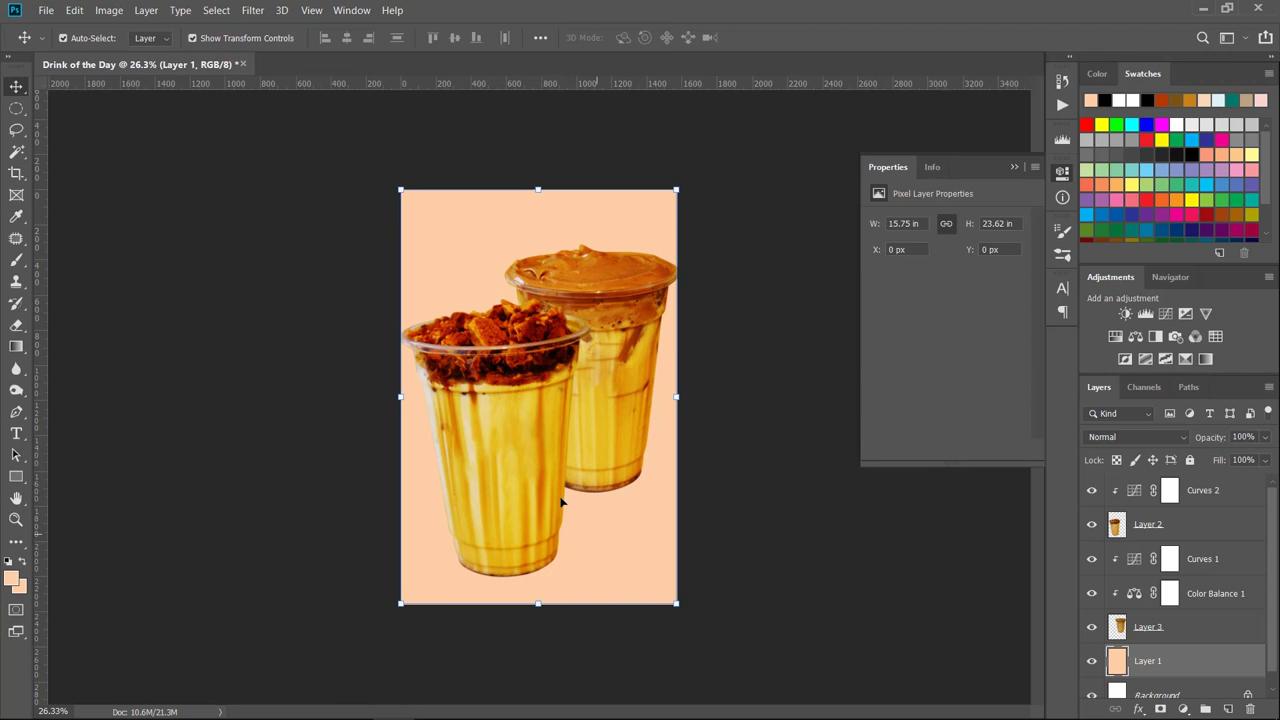 Ps File Edit Image Layer Type Select Filter 3D View Window Help
Auto-Select: Layer Show Transform Controls 3D Mode:
Drink of the Day @ 26.3% (Layer 1, RGB/8) *
2000 1800 1600 1400 1200 1000 800 600 400 200 0 200 400 600 800 1000 1200 1400 1600 1800 2000 2200 2400 2600 2800 3000 3200 3400
Color Swatches
Properties Info
Pixel Layer Properties
W: 15.75 in H: 23.62 in
X: 0 px Y: 0 px
Adjustments Navigator
Add an adjustment
Layers Channels Paths
Kind
Normal Opacity: 100%
Lock: Fill: 100%
Curves 2
Layer 2
Curves 1
Color Balance 1
Layer 3
Layer 1
Background
26.33% Doc: 10.6M/21.3M